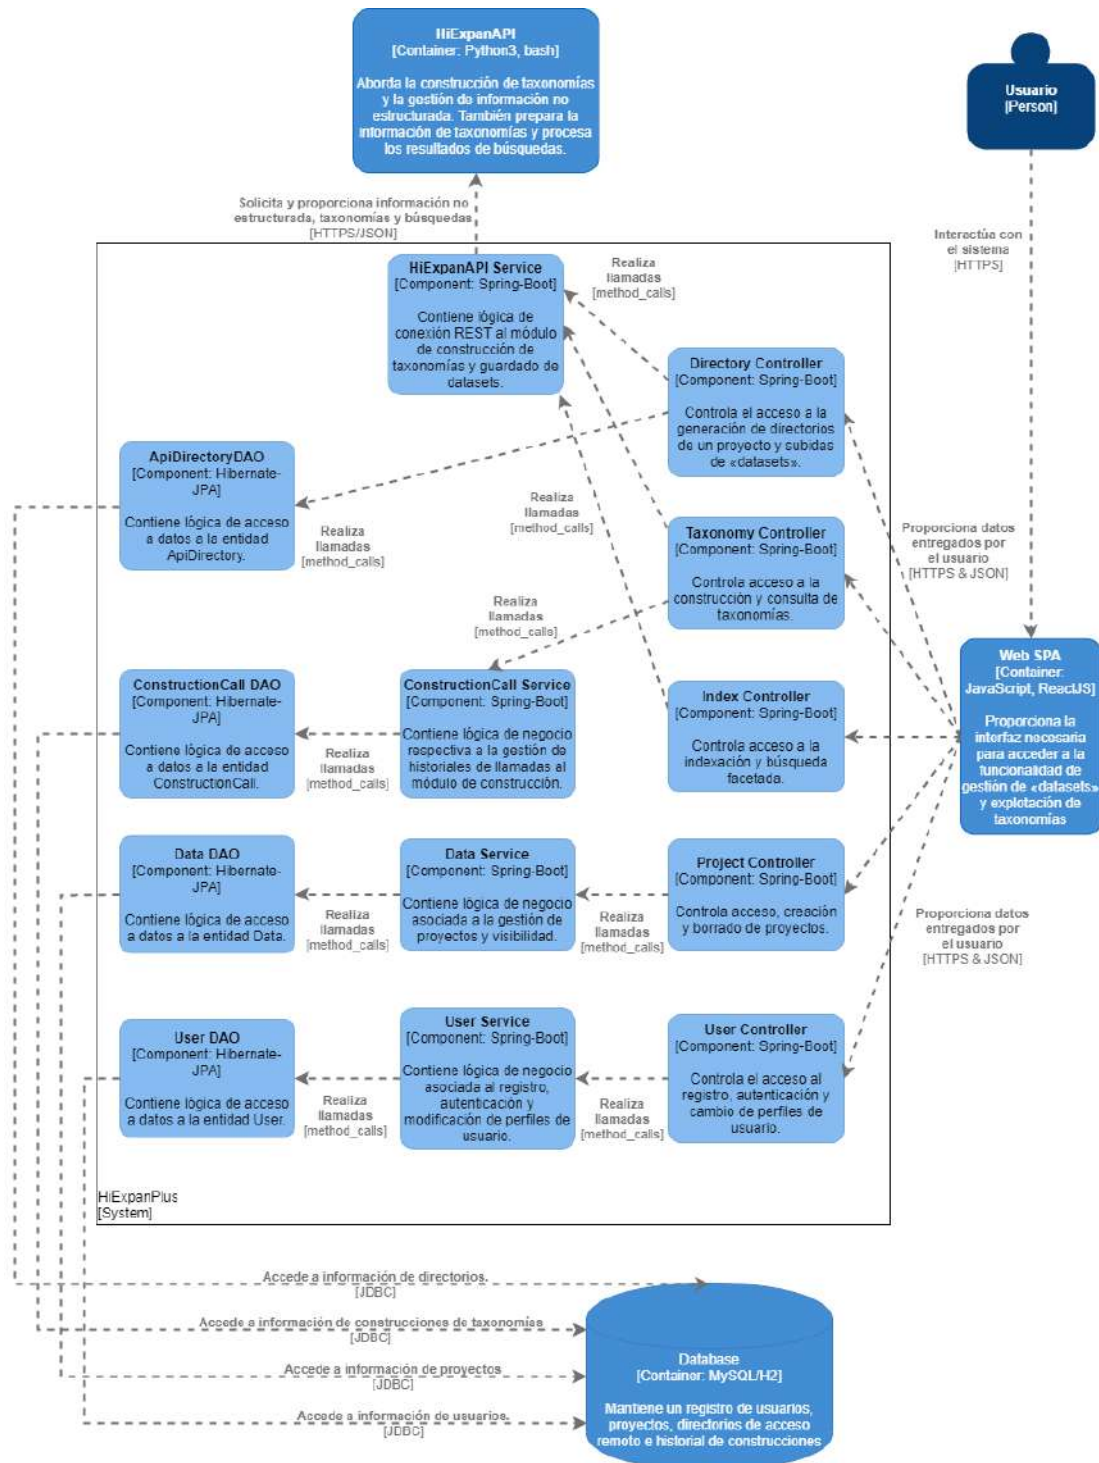 HiExpanAPI
[Container: Python3, bash]
Aborda la construcción de taxonomías
y la gestión de información no
estructurada. También prepara la
información de taxonomías y procesa
los resultados de búsquedas.
Usuario
[Person]
Solicita y proporciona información no
estructurada, taxonomías y búsquedas
[HTTPS/JSON]
Interactúa con
el sistema
[HTTPS]
HiExpanAPI Service
[Component: Spring-Boot]
Contiene lógica de
conexión REST al módulo
de construcción de
taxonomías y guardado de
datasets.
Realiza
llamadas
[method_calls]
Directory Controller
[Component: Spring-Boot]
Controla el acceso a la
generación de directorios
de un proyecto y subidas
de «datasets».
ApiDirectoryDAO
[Component: Hibernate-
JPA]
Contiene lógica de acceso
a datos a la entidad
ApiDirectory.
Realiza
llamadas
[method_calls]
Realiza
llamadas
[method_calls]
Taxonomy Controller
[Component: Spring-Boot]
Controla acceso a la
construcción y consulta de
taxonomías.
Proporciona datos
entregados por
el usuario
[HTTPS & JSON]
Realiza
llamadas
[method_calls]
Web SPA
[Container:
JavaScript, ReactJS]
Proporciona la
interfaz necesaria
para acceder a la
funcionalidad de
gestión de «datasets»
y explotación de
taxonomías
ConstructionCall DAO
[Component: Hibernate-
JPA]
Contiene lógica de acceso
a datos a la entidad
ConstructionCall.
Realiza
llamadas
[method_calls]
ConstructionCall Service
[Component: Spring-Boot]
Contiene lógica de negocio
respectiva a la gestión de
historiales de llamadas al
módulo de construcción.
Index Controller
[Component: Spring-Boot]
Controla acceso a la
indexación y búsqueda
facetada.
Data DAO
[Component: Hibernate-
JPA]
Contiene lógica de acceso
a datos a la entidad Data.
Realiza
llamadas
[method_calls]
Data Service
[Component: Spring-Boot]
Contiene lógica de negocio
asociada a la gestión de
proyectos y visibilidad.
Realiza
llamadas
[method_calls]
Project Controller
[Component: Spring-Boot]
Controla acceso, creación
y borrado de proyectos.
Proporciona datos
entregados por
el usuario
[HTTPS & JSON]
User DAO
[Component: Hibernate-
JPA]
Contiene lógica de acceso
a datos a la entidad User.
Realiza
llamadas
[method_calls]
User Service
[Component: Spring-Boot]
Contiene lógica de negocio
asociada al registro,
autenticación y
modificación de perfiles de
usuario.
Realiza
llamadas
[method_calls]
User Controller
[Component: Spring-Boot]
Controla el acceso al
registro, autenticación y
cambio de perfiles de
usuario.
HiExpanPlus
[System]
Accede a información de directorios.
[JDBC]
Accede a información de construcciones de taxonomías
[JDBC]
Accede a información de proyectos
[JDBC]
Accede a información de usuarios.
[JDBC]
Database
[Container: MySQL/H2]
Mantiene un registro de usuarios,
proyectos, directorios de acceso
remoto e historial de construcciones